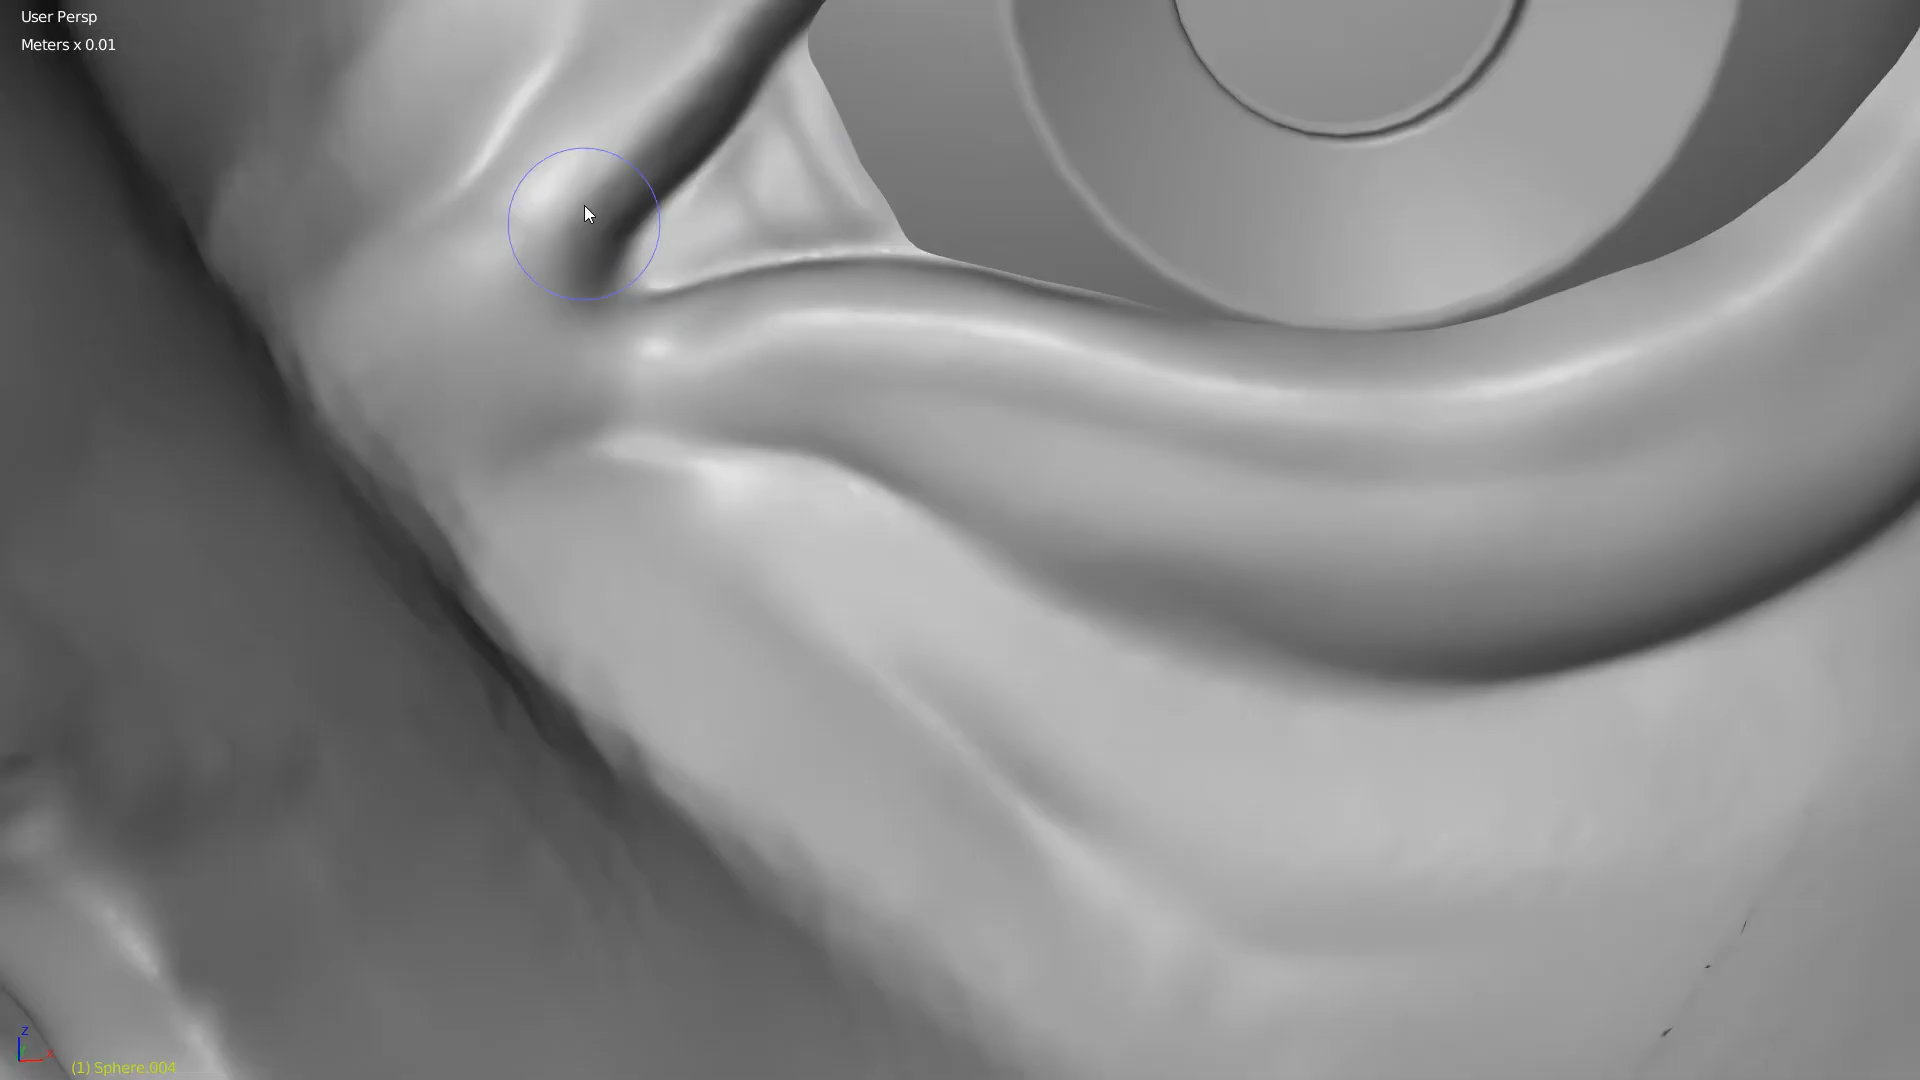 User Persp
Meters x 0.01
Z
X
(1) Sphere.004